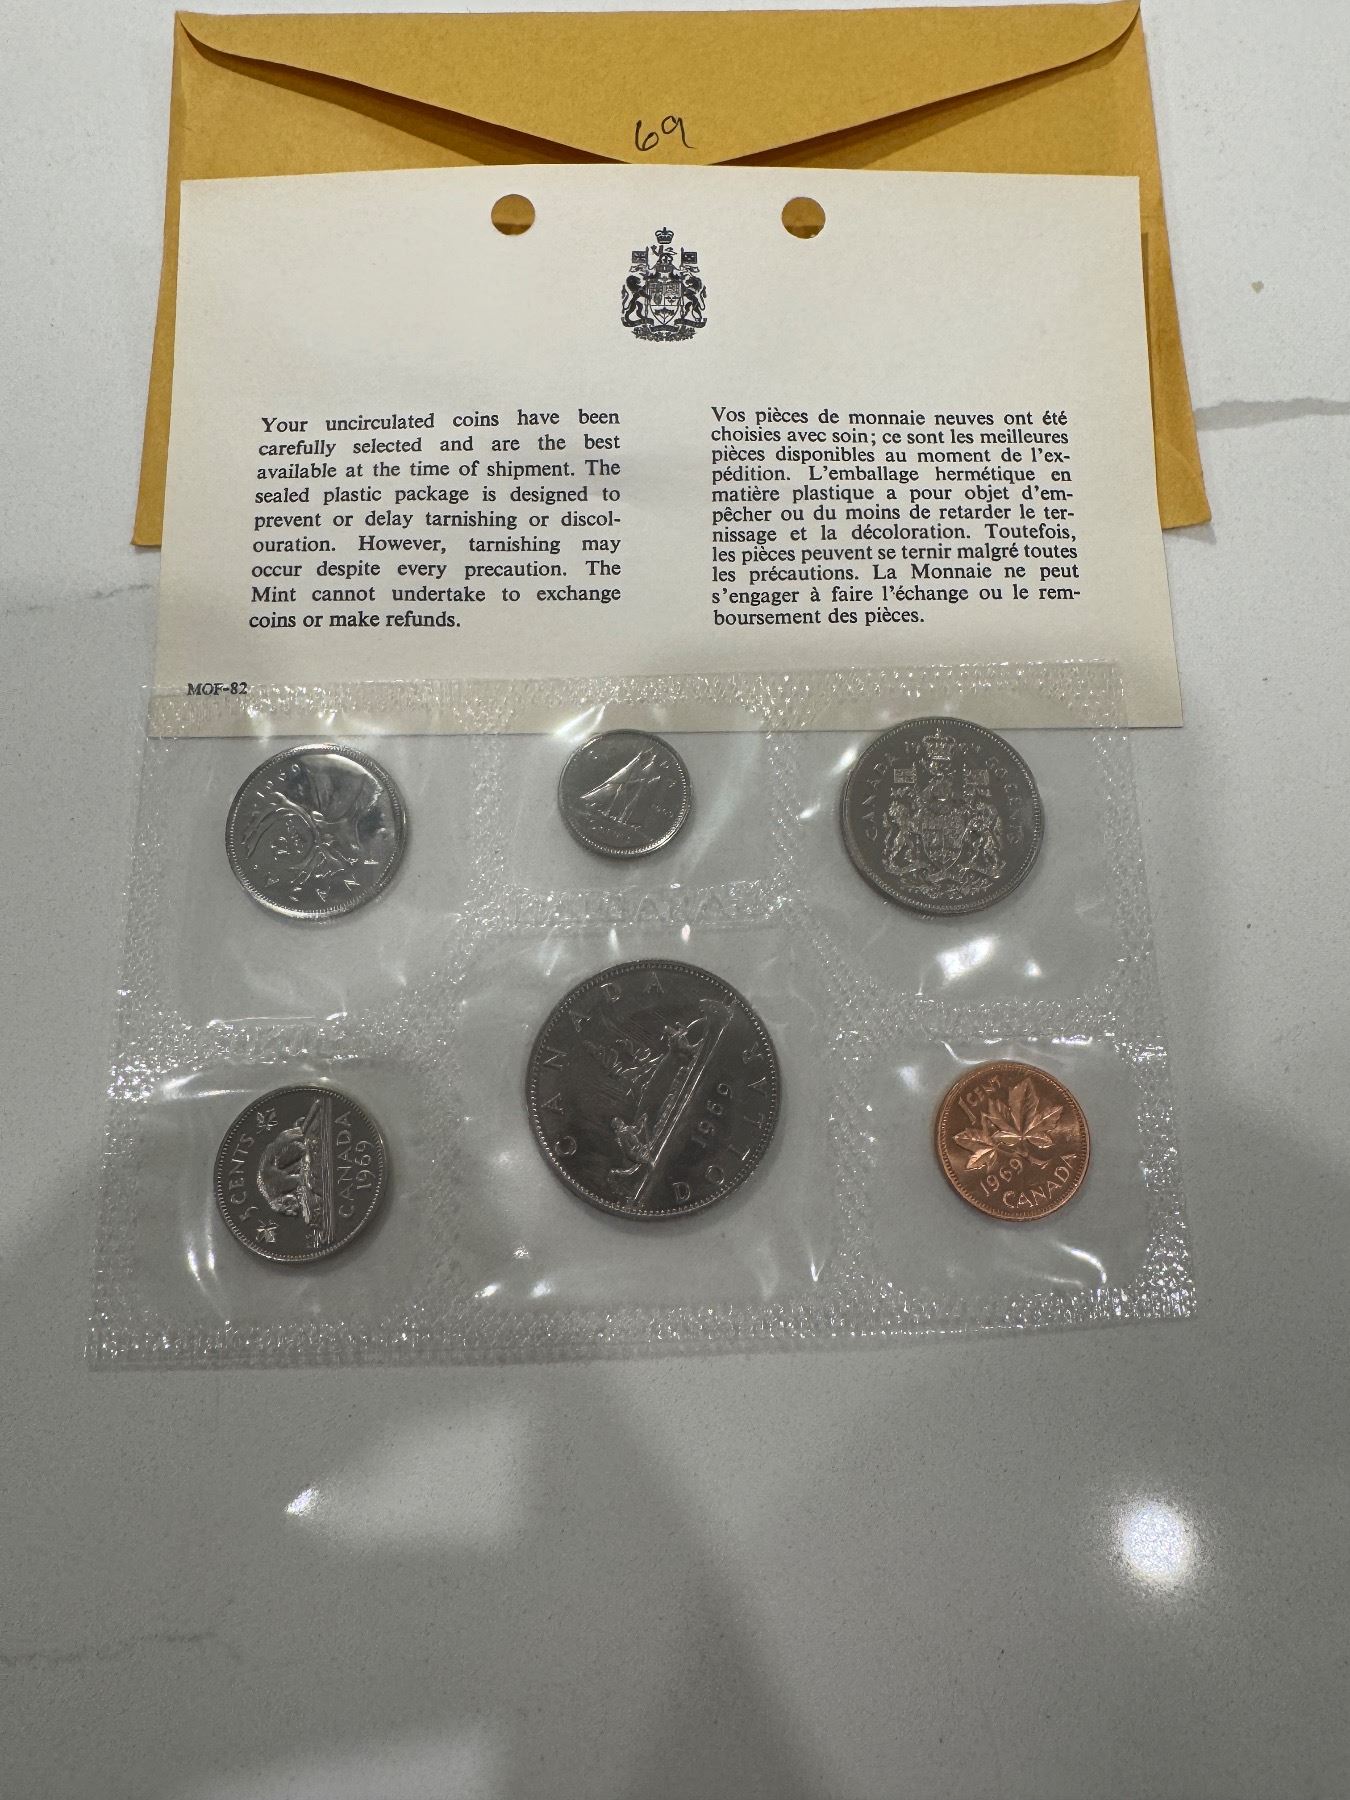 69
Your uncirculated coins have been
carefully selected and are the best
available at the time of shipment. The
sealed plastic package is designed to
prevent or delay tarnishing or discol-
ouration. However, tarnishing may
occur despite every precaution. The
Mint cannot undertake to exchange
coins or make refunds.
Vos pièces de monnaie neuves ont été
choisies avec soin; ce sont les meilleures
pièces disponibles au moment de l'ex-
pédition. L'emballage hermétique en
matière plastique a pour objet d'em-
pêcher ou du moins de retarder le ter-
nissage et la décoloration. Toutefois,
les pièces peuvent se ternir malgré toutes
les précautions. La Monnaie ne peut
s'engager à faire l'échange ou le rem-
boursement des pièces.
MOF-82
1969
CANADA
CANADA 1969 50 CENTS
5 CENTS
CANADA
1969
CANADA
1969
DOLLAR
1 CENT
1969
CANADA